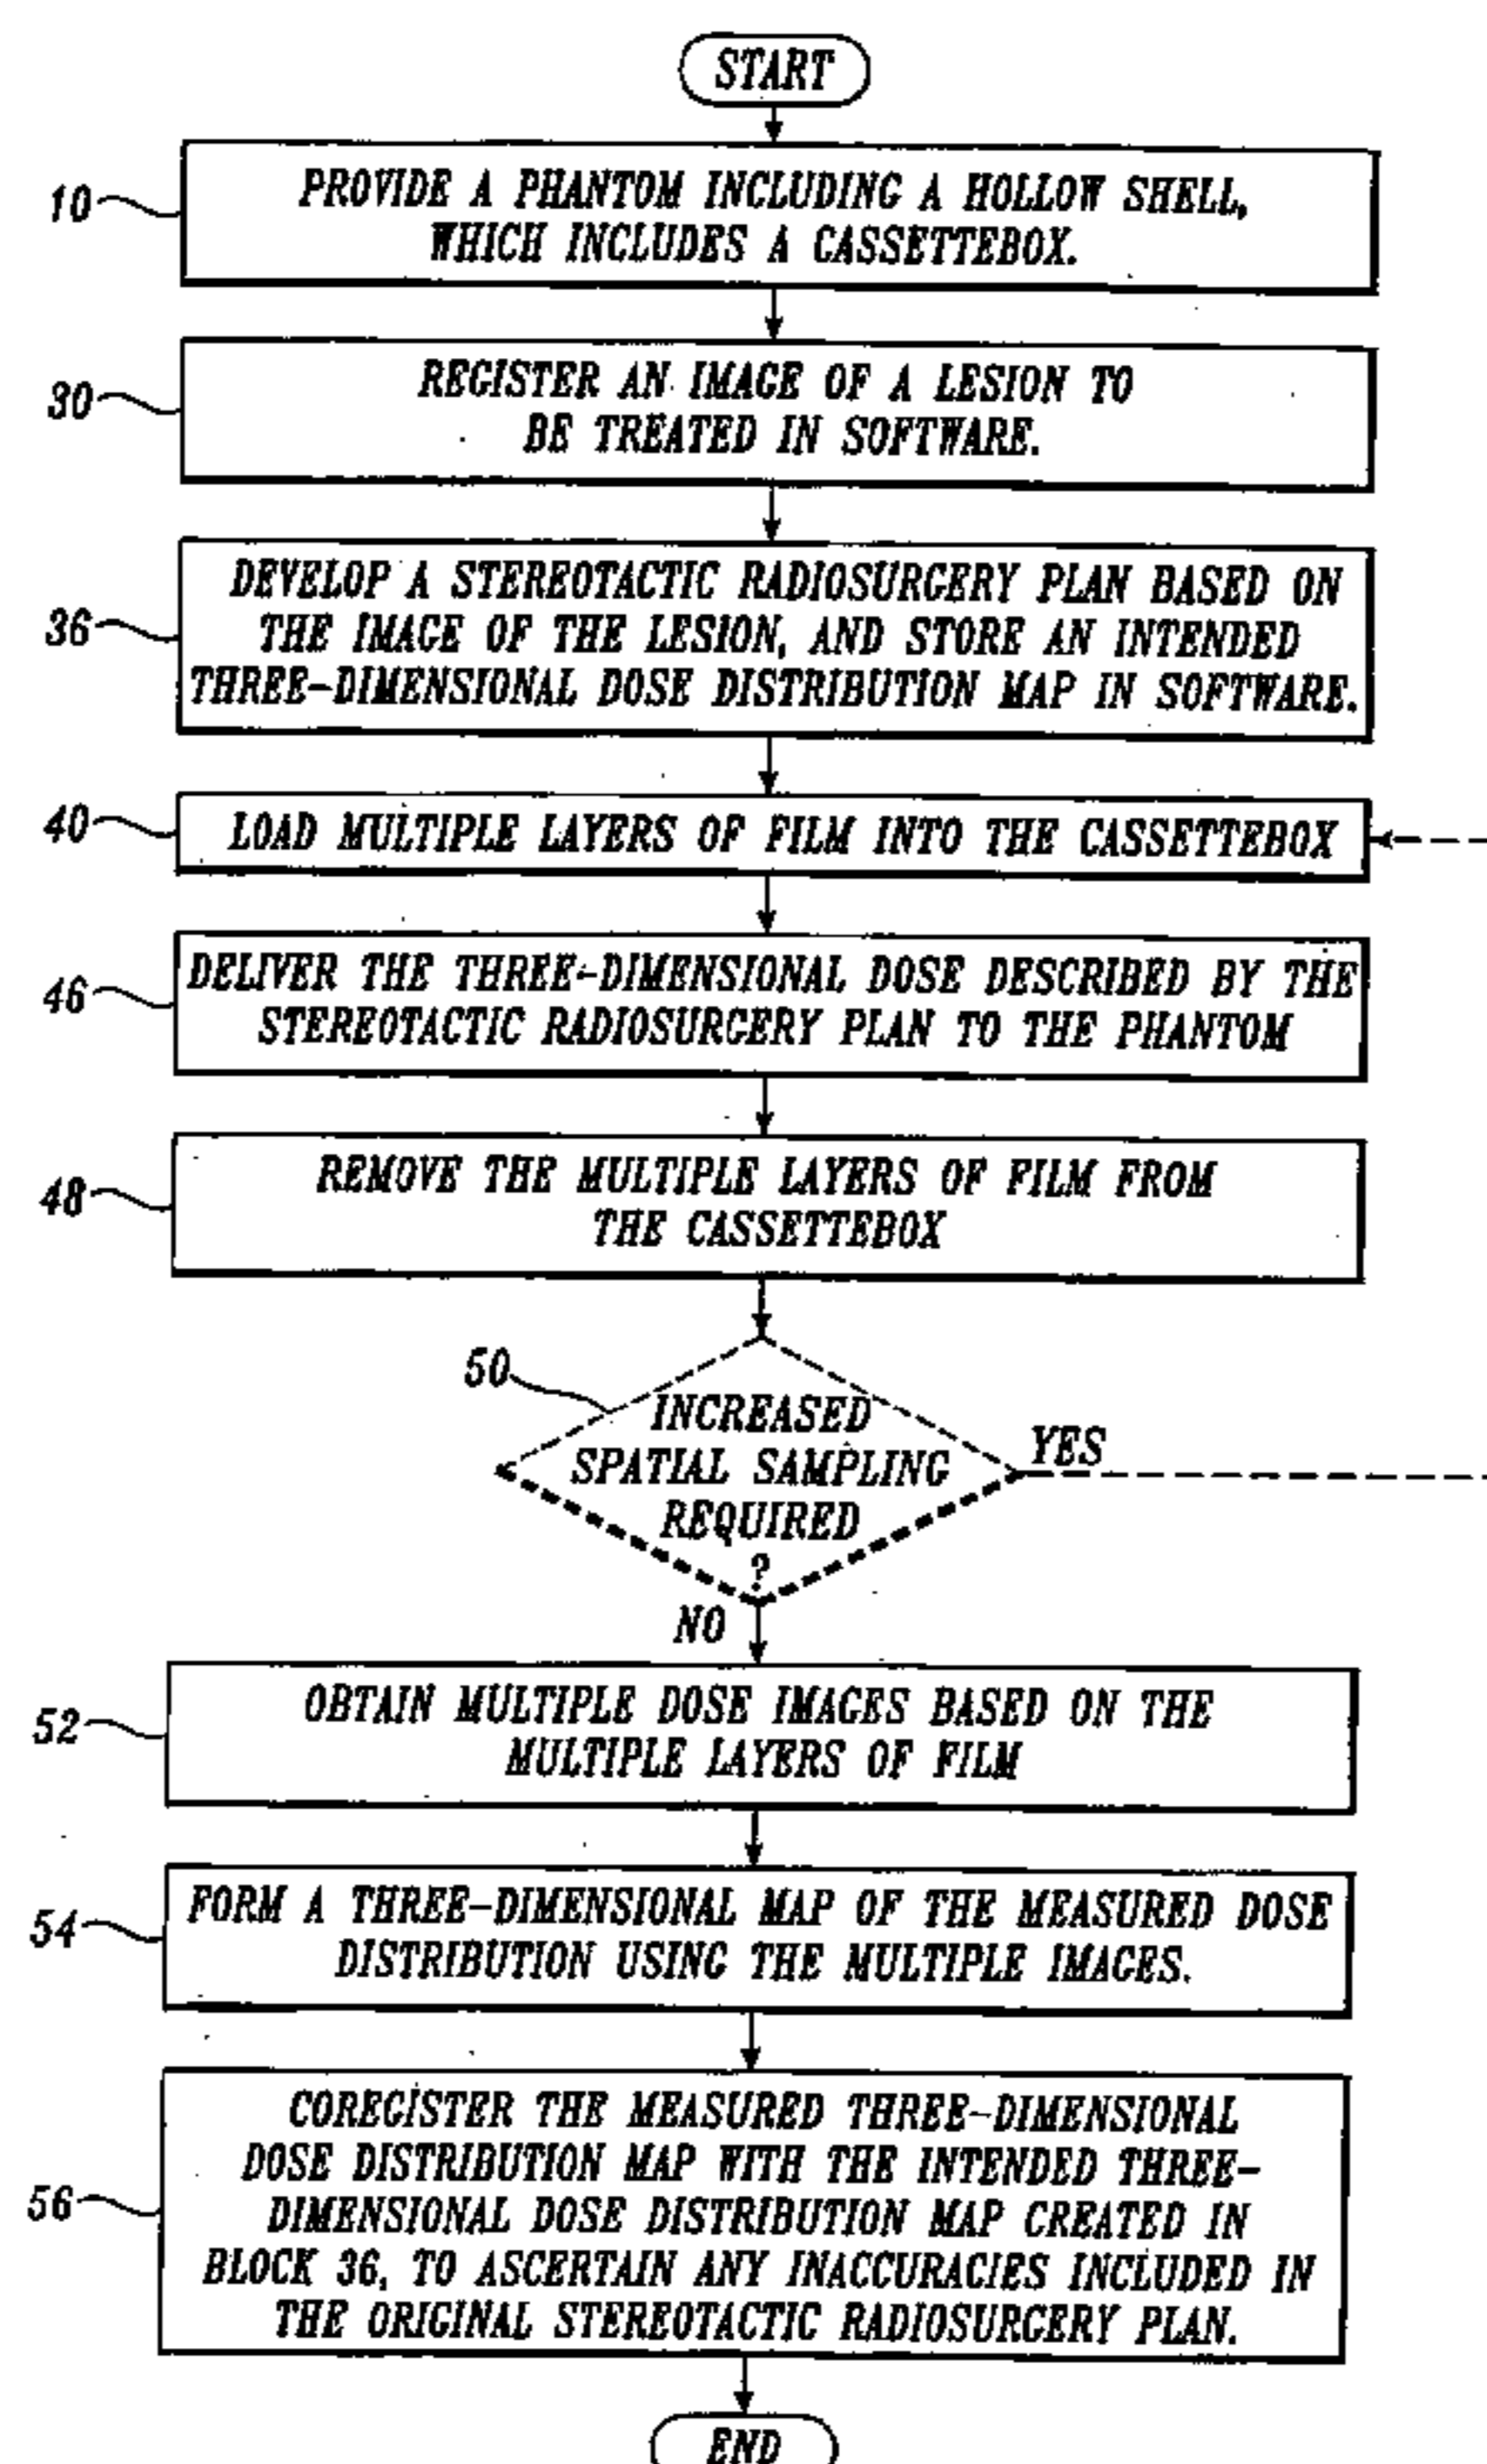 START
10
PROVIDE A PHANTOM INCLUDING A HOLLOW SHELL,
WHICH INCLUDES A CASSETTEBOX.
30
REGISTER AN IMAGE OF A LESION TO
BE TREATED IN SOFTWARE.
36
DEVELOP A STEREOTACTIC RADIOSURGERY PLAN BASED ON
THE IMAGE OF THE LESION, AND STORE AN INTENDED
THREE-DIMENSIONAL DOSE DISTRIBUTION MAP IN SOFTWARE.
40
LOAD MULTIPLE LAYERS OF FILM INTO THE CASSETTEBOX
46
DELIVER THE THREE-DIMENSIONAL DOSE DESCRIBED BY THE
STEREOTACTIC RADIOSURGERY PLAN TO THE PHANTOM
48
REMOVE THE MULTIPLE LAYERS OF FILM FROM
THE CASSETTEBOX
50
INCREASED
SPATIAL SAMPLING
REQUIRED
?
YES
NO
52
OBTAIN MULTIPLE DOSE IMAGES BASED ON THE
MULTIPLE LAYERS OF FILM
54
FORM A THREE-DIMENSIONAL MAP OF THE MEASURED DOSE
DISTRIBUTION USING THE MULTIPLE IMAGES.
56
COREGISTER THE MEASURED THREE-DIMENSIONAL
DOSE DISTRIBUTION MAP WITH THE INTENDED THREE-
DIMENSIONAL DOSE DISTRIBUTION MAP CREATED IN
BLOCK 36, TO ASCERTAIN ANY INACCURACIES INCLUDED IN
THE ORIGINAL STEREOTACTIC RADIOSURGERY PLAN.
END